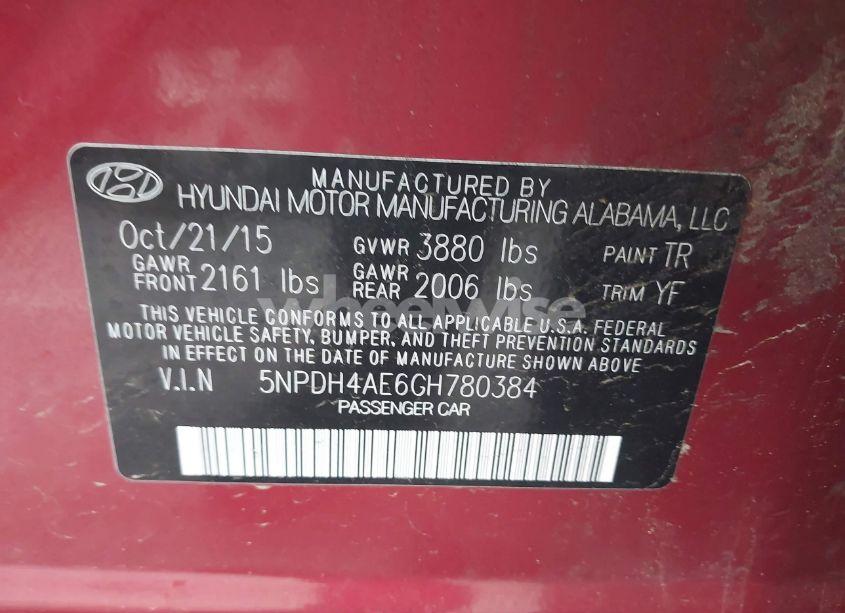 MANUFACTURED BY
HYUNDAI MOTOR MANUFACTURING ALABAMA, LLC
Oct/21/15 GVWR 3880 lbs PAINT TR
GAWR FRONT 2161 lbs GAWR REAR 2006 lbs TRIM YF
wheelwise
THIS VEHICLE CONFORMS TO ALL APPLICABLE U.S.A. FEDERAL
MOTOR VEHICLE SAFETY, BUMPER, AND THEFT PREVENTION STANDARDS
IN EFFECT ON THE DATE OF MANUFACTURE SHOWN ABOVE
V.I.N 5NPDH4AE6GH780384
PASSENGER CAR